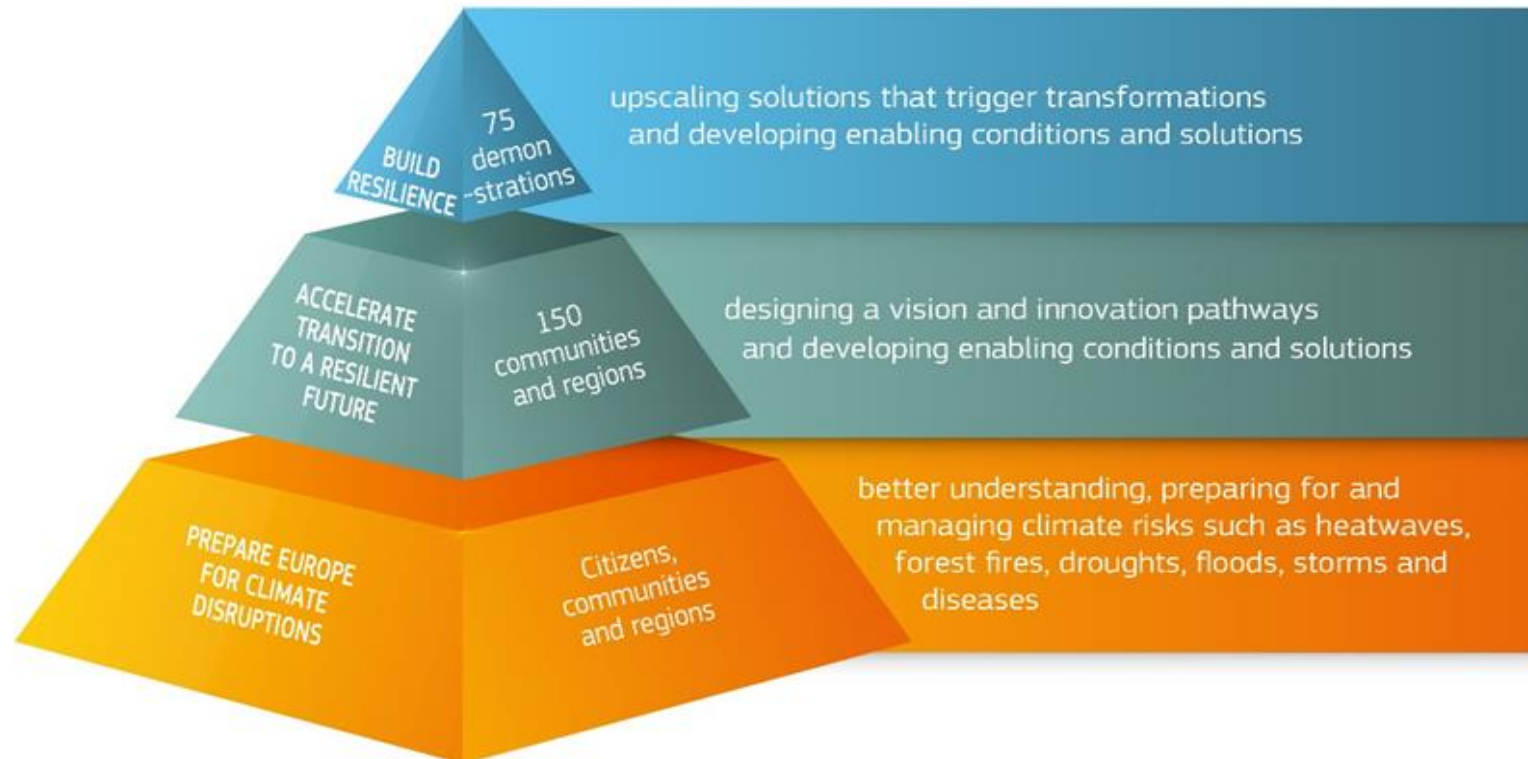 BUILD
RESILIENCE
75
demon
-strations
upscaling solutions that trigger transformations
and developing enabling conditions and solutions
ACCELERATE
TRANSITION
TO A RESILIENT
FUTURE
150
communities
and regions
designing a vision and innovation pathways
and developing enabling conditions and solutions
PREPARE EUROPE
FOR CLIMATE
DISRUPTIONS
Citizens,
communities
and regions
better understanding, preparing for and
managing climate risks such as heatwaves,
forest fires, droughts, floods, storms and
diseases